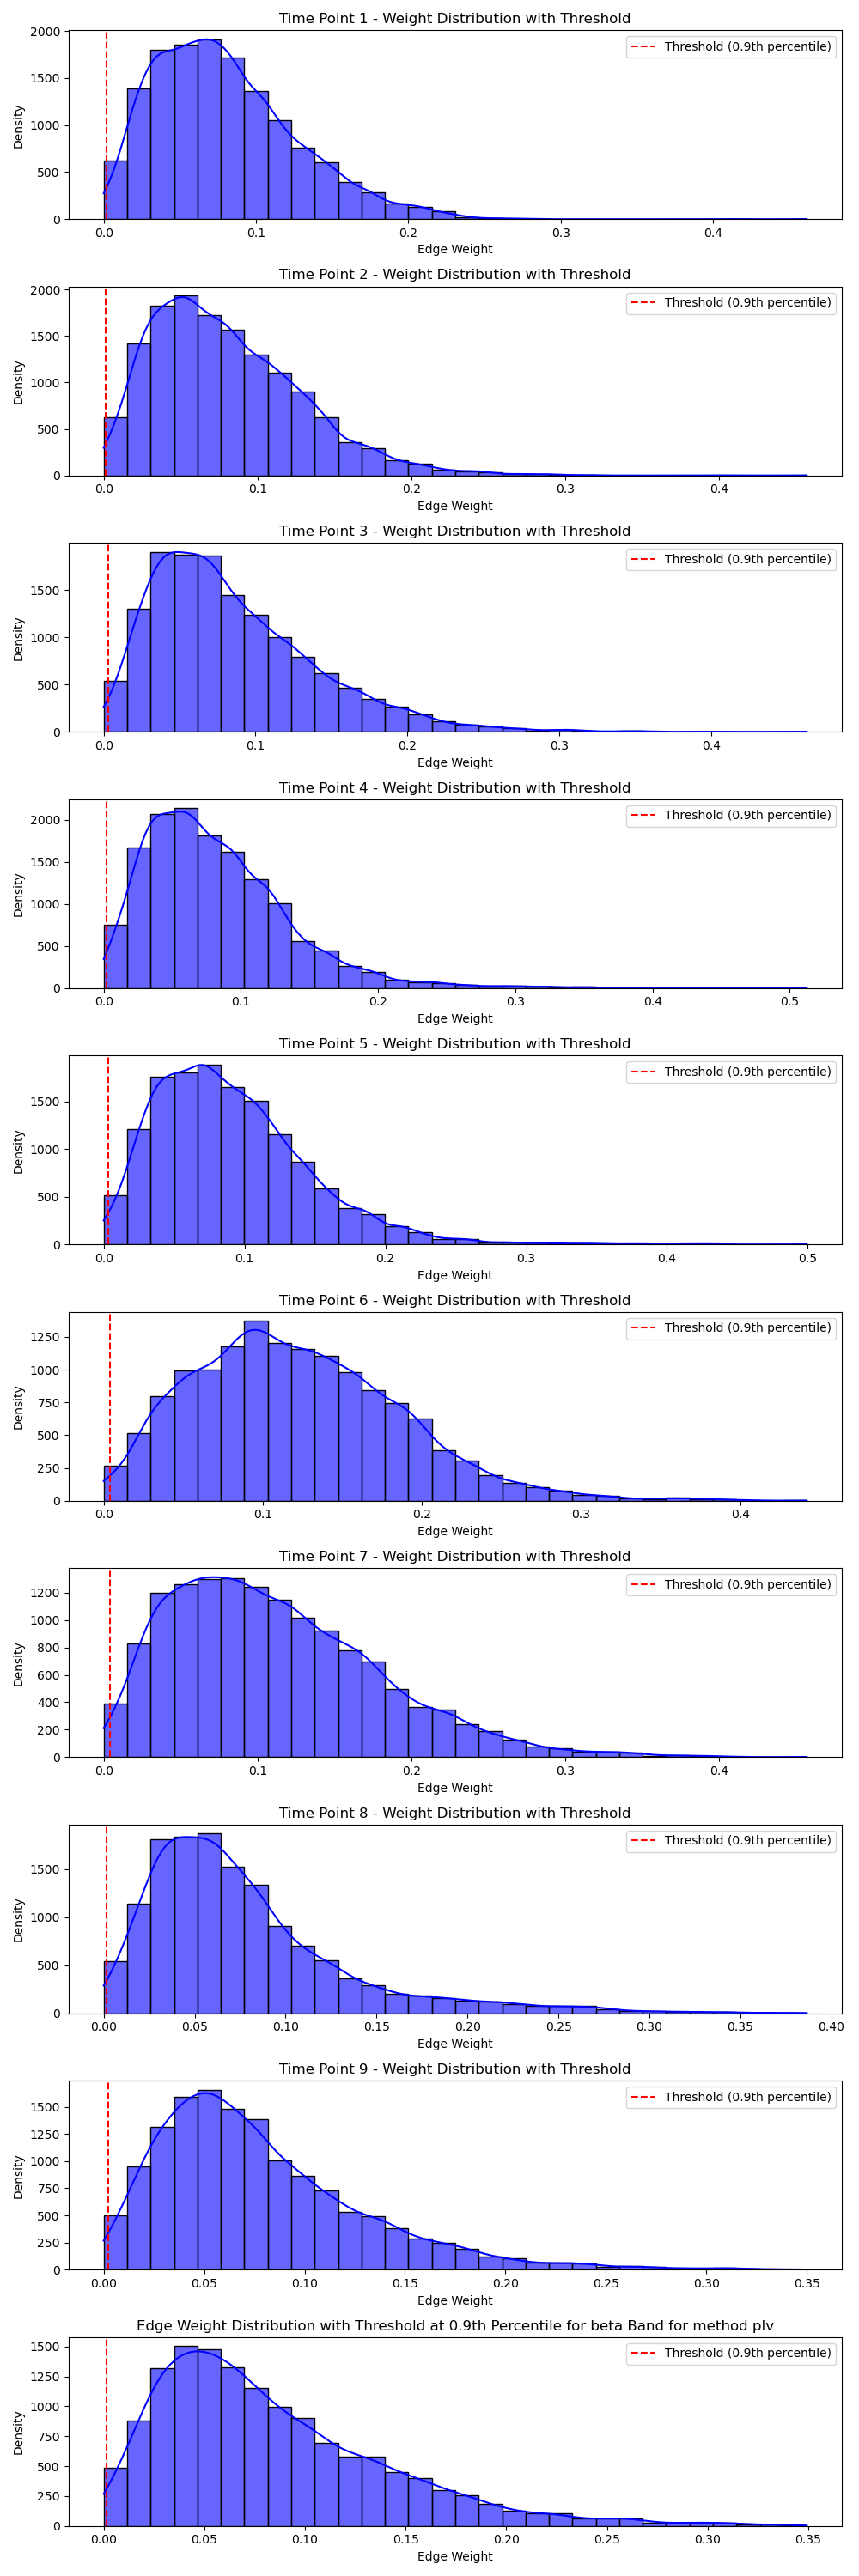 Time Point 1 - Weight Distribution with Threshold
Threshold (0.9th percentile)
Density
2000
1500
1000
500
0
0.0 0.1 0.2 0.3 0.4
Edge Weight
Time Point 2 - Weight Distribution with Threshold
Threshold (0.9th percentile)
Density
2000
1500
1000
500
0
0.0 0.1 0.2 0.3 0.4
Edge Weight
Time Point 3 - Weight Distribution with Threshold
Threshold (0.9th percentile)
Density
1500
1000
500
0
0.0 0.1 0.2 0.3 0.4
Edge Weight
Time Point 4 - Weight Distribution with Threshold
Threshold (0.9th percentile)
Density
2000
1500
1000
500
0
0.0 0.1 0.2 0.3 0.4 0.5
Edge Weight
Time Point 5 - Weight Distribution with Threshold
Threshold (0.9th percentile)
Density
1500
1000
500
0
0.0 0.1 0.2 0.3 0.4 0.5
Edge Weight
Time Point 6 - Weight Distribution with Threshold
Threshold (0.9th percentile)
Density
1250
1000
750
500
250
0
0.0 0.1 0.2 0.3 0.4
Edge Weight
Time Point 7 - Weight Distribution with Threshold
Threshold (0.9th percentile)
Density
1200
1000
800
600
400
200
0
0.0 0.1 0.2 0.3 0.4
Edge Weight
Time Point 8 - Weight Distribution with Threshold
Threshold (0.9th percentile)
Density
1500
1000
500
0
0.00 0.05 0.10 0.15 0.20 0.25 0.30 0.35 0.40
Edge Weight
Time Point 9 - Weight Distribution with Threshold
Threshold (0.9th percentile)
Density
1500
1250
1000
750
500
250
0
0.00 0.05 0.10 0.15 0.20 0.25 0.30 0.35
Edge Weight
Edge Weight Distribution with Threshold at 0.9th Percentile for beta Band for method plv
Threshold (0.9th percentile)
Density
1500
1250
1000
750
500
250
0
0.00 0.05 0.10 0.15 0.20 0.25 0.30 0.35
Edge Weight